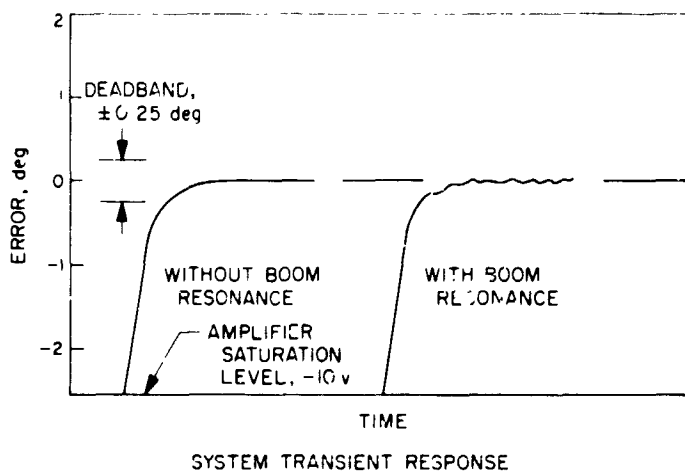 2
1
0
-1
-2
ERROR, deg
DEADBAND,
±0.25 deg
WITHOUT BOOM
RESONANCE
WITH BOOM
RESONANCE
AMPLIFIER
SATURATION
LEVEL, -10 v
TIME
SYSTEM TRANSIENT RESPONSE